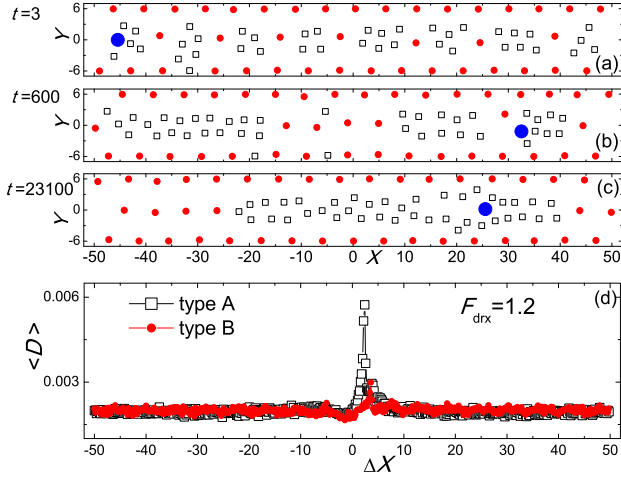 t=3
6
0
-6
Y
(a)
t=600
6
0
-6
Y
(b)
t=23100
6
0
-6
Y
(c)
-50 -40 -30 -20 -10 0 10 20 30 40 50
X
0.006
0.003
<D>
type A
type B
F_drx=1.2
(d)
-50 -40 -30 -20 -10 0 10 20 30 40 50
ΔX